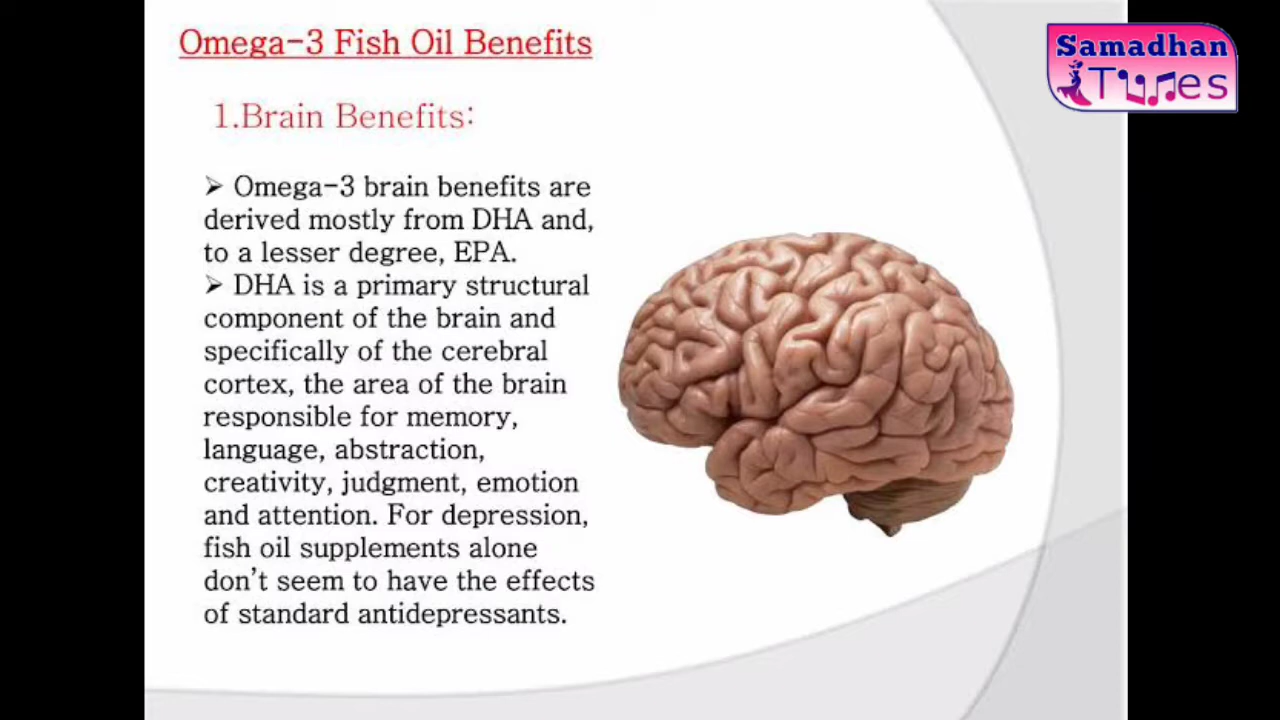 Omega-3 Fish Oil Benefits
Samadhan
Tunes
1.Brain Benefits:
➢ Omega-3 brain benefits are
derived mostly from DHA and,
to a lesser degree, EPA.
➢ DHA is a primary structural
component of the brain and
specifically of the cerebral
cortex, the area of the brain
responsible for memory,
language, abstraction,
creativity, judgment, emotion
and attention. For depression,
fish oil supplements alone
don't seem to have the effects
of standard antidepressants.